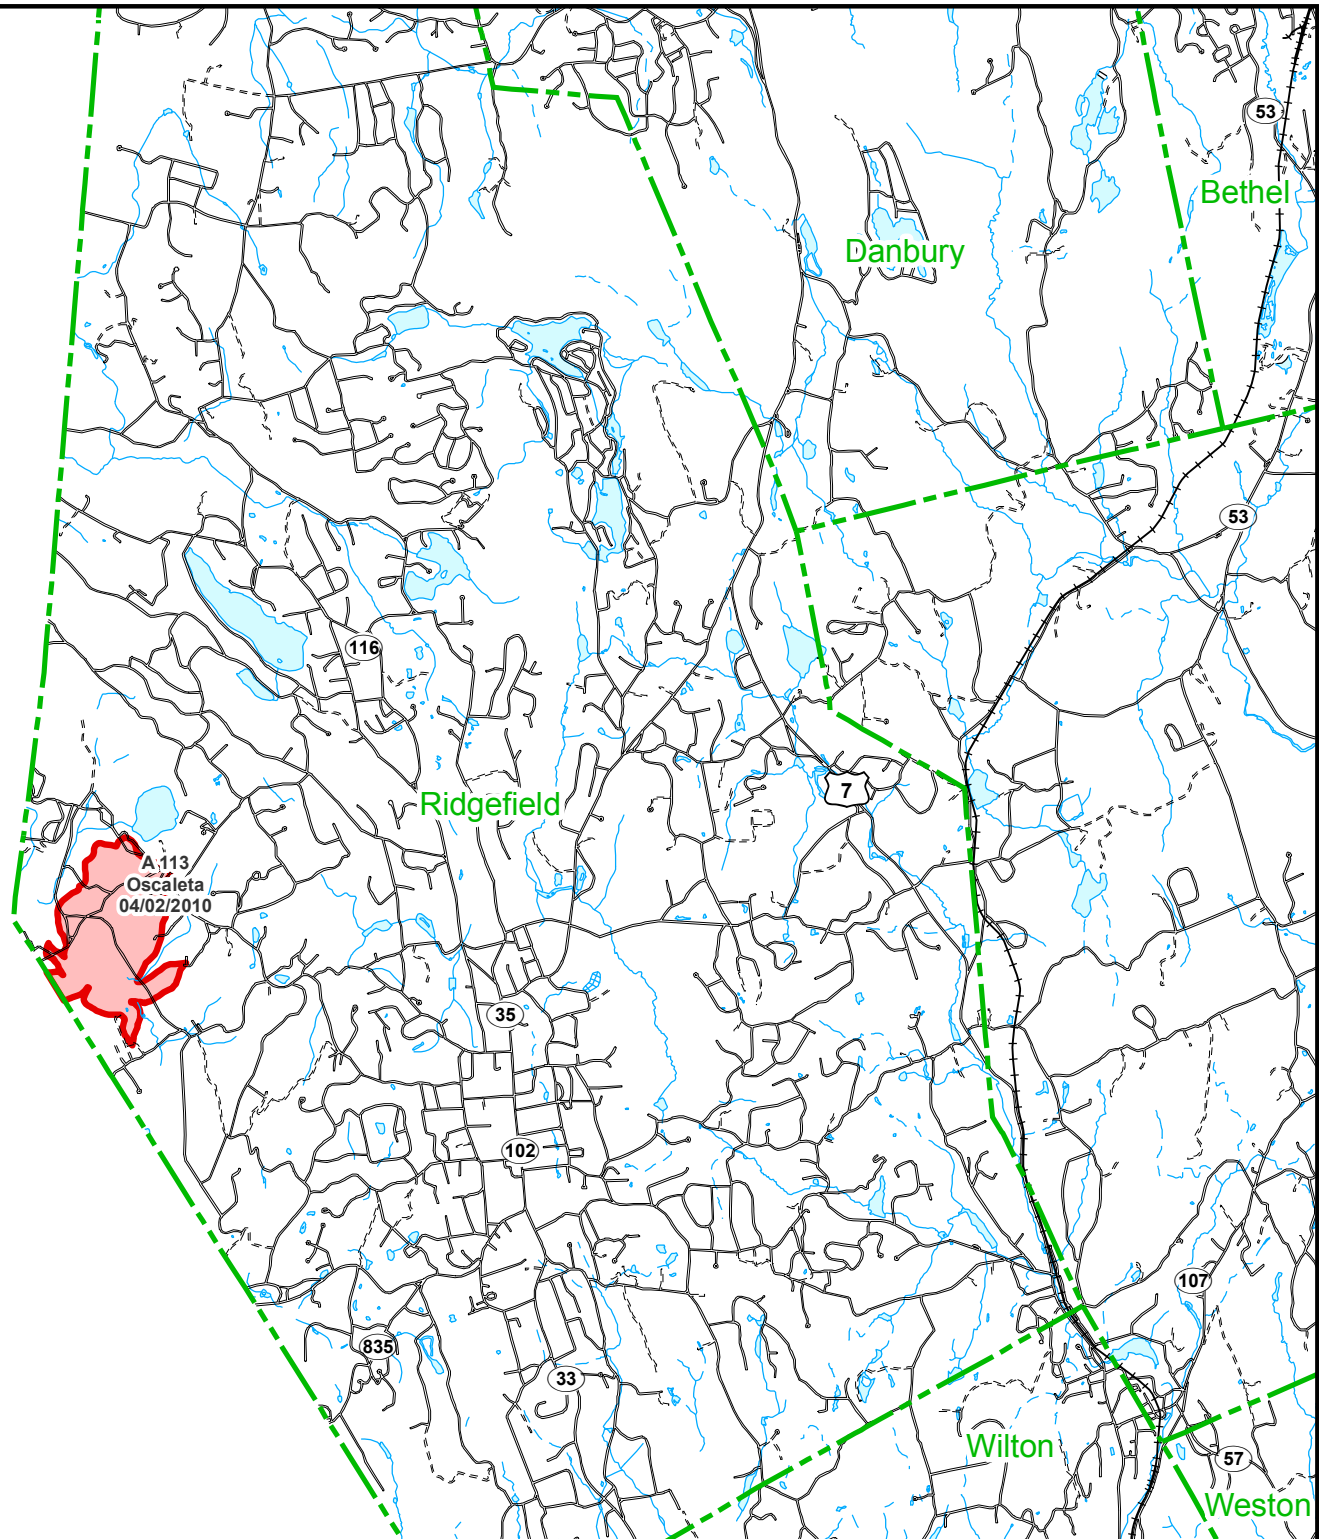 53
Bethel
Danbury
53
116
7
Ridgefield
A 113
Oscaleta
04/02/2010
35
102
107
835
33
Wilton
57
Weston